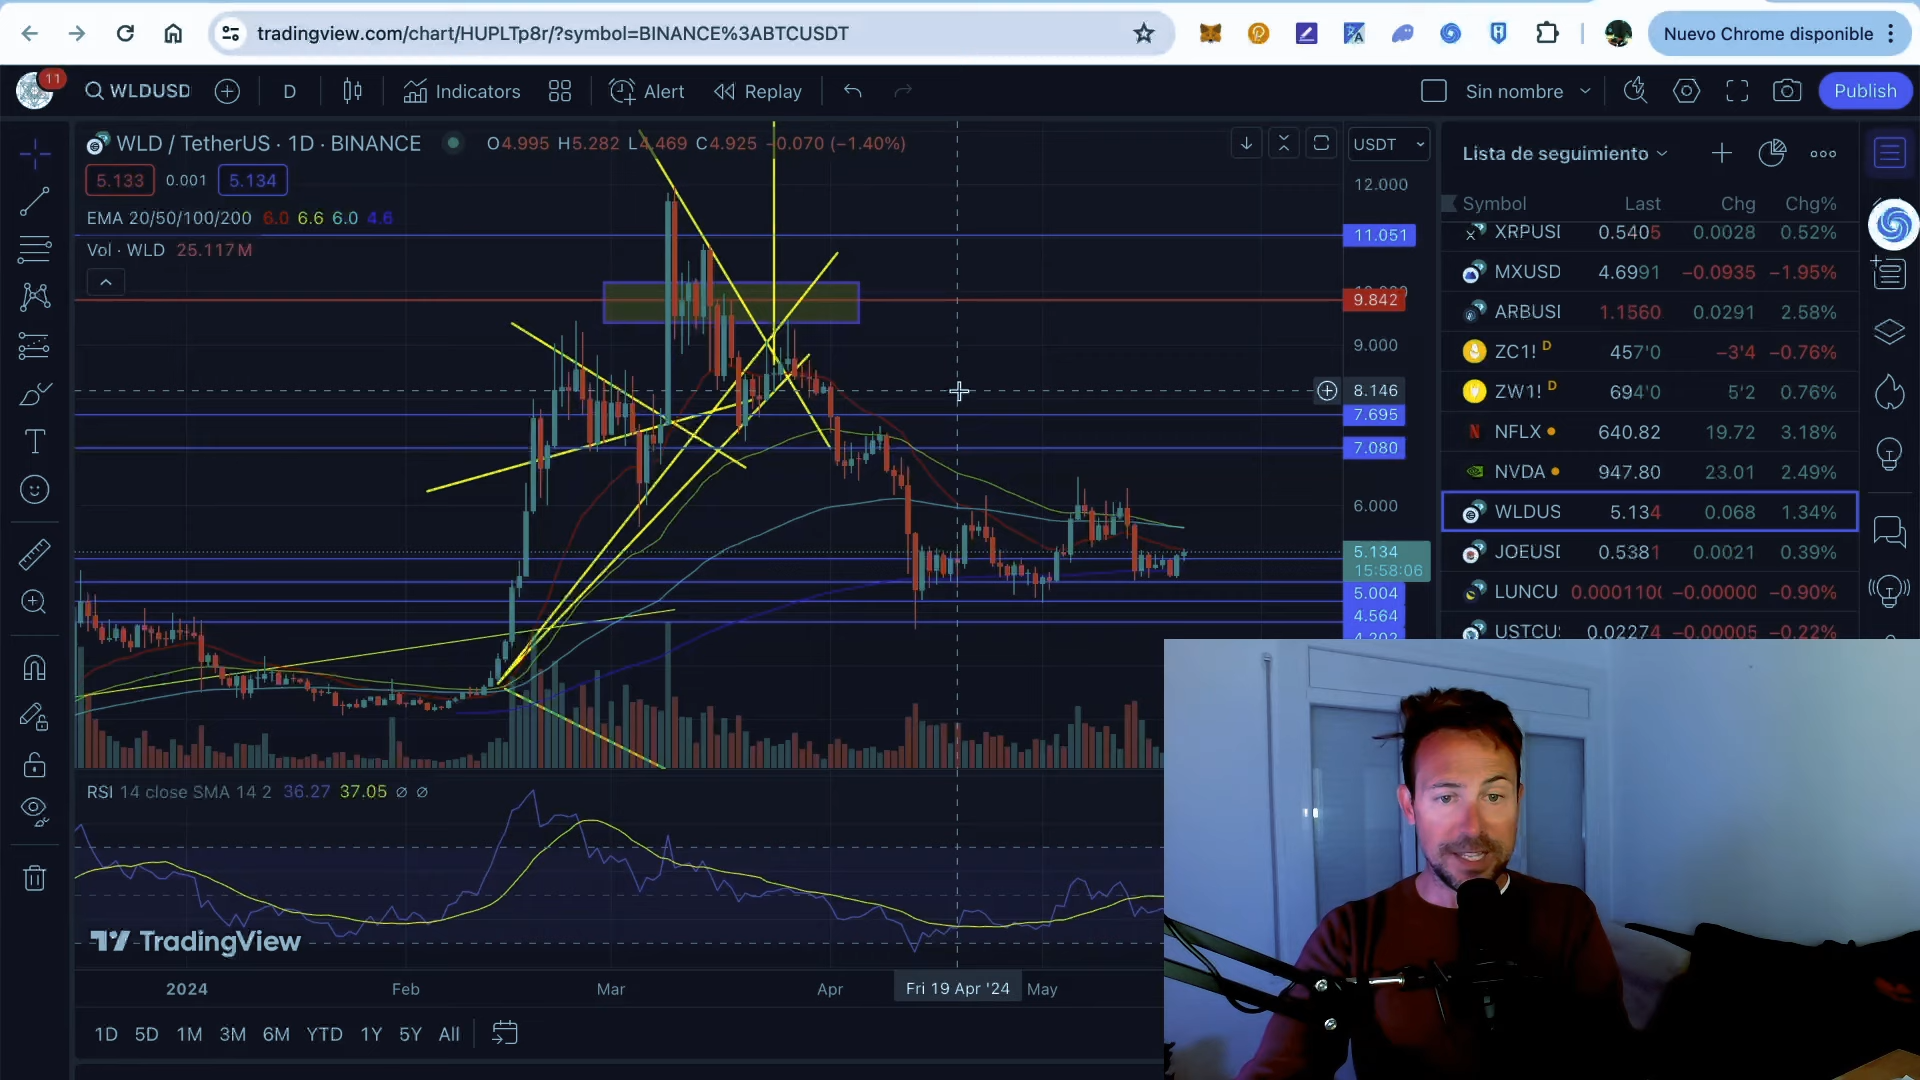 tradingview.com/chart/HUPLTp8r/?symbol=BINANCE%3ABTCUSDT
Nuevo Chrome disponible
11
WLDUSD
D
Indicators
Alert
Replay
Sin nombre
Publish
WLD / TetherUS · 1D · BINANCE
O4.995 H5.282 L4.469 C4.925 −0.070 (−1.40%)
USDT
5.133 0.001 5.134
EMA 20/50/100/200 6.0 6.6 6.0 4.6
Vol · WLD 25.117 M
12.000
11.051
9.842
9.000
8.146
7.695
7.080
6.000
5.134
15:58:06
5.004
4.564
Lista de seguimiento
Symbol Last Chg Chg%
XRPUSI 0.5405 0.0028 0.52%
MXUSD 4.6991 −0.0935 −1.95%
ARBUSI 1.1560 0.0291 2.58%
ZC1! D 457'0 −3'4 −0.76%
ZW1! D 694'0 5'2 0.76%
NFLX 640.82 19.72 3.18%
NVDA 947.80 23.01 2.49%
WLDUS 5.134 0.068 1.34%
JOEUSI 0.5381 0.0021 0.39%
LUNCU 0.000110( −0.00000 −0.90%
USTCU: 0.02274 −0.00005 −0.22%
RSI 14 close SMA 14 2 36.27 37.05 ∅ ∅
TradingView
2024 Feb Mar Apr Fri 19 Apr '24 May
1D 5D 1M 3M 6M YTD 1Y 5Y All